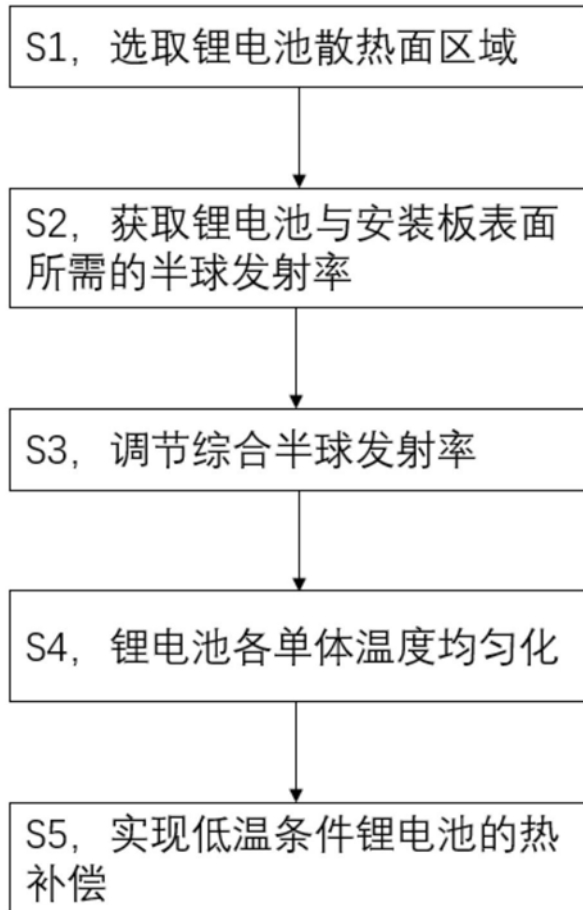 S1，选取锂电池散热面区域
S2，获取锂电池与安装板表面
所需的半球发射率
S3，调节综合半球发射率
S4，锂电池各单体温度均匀化
S5，实现低温条件锂电池的热
补偿